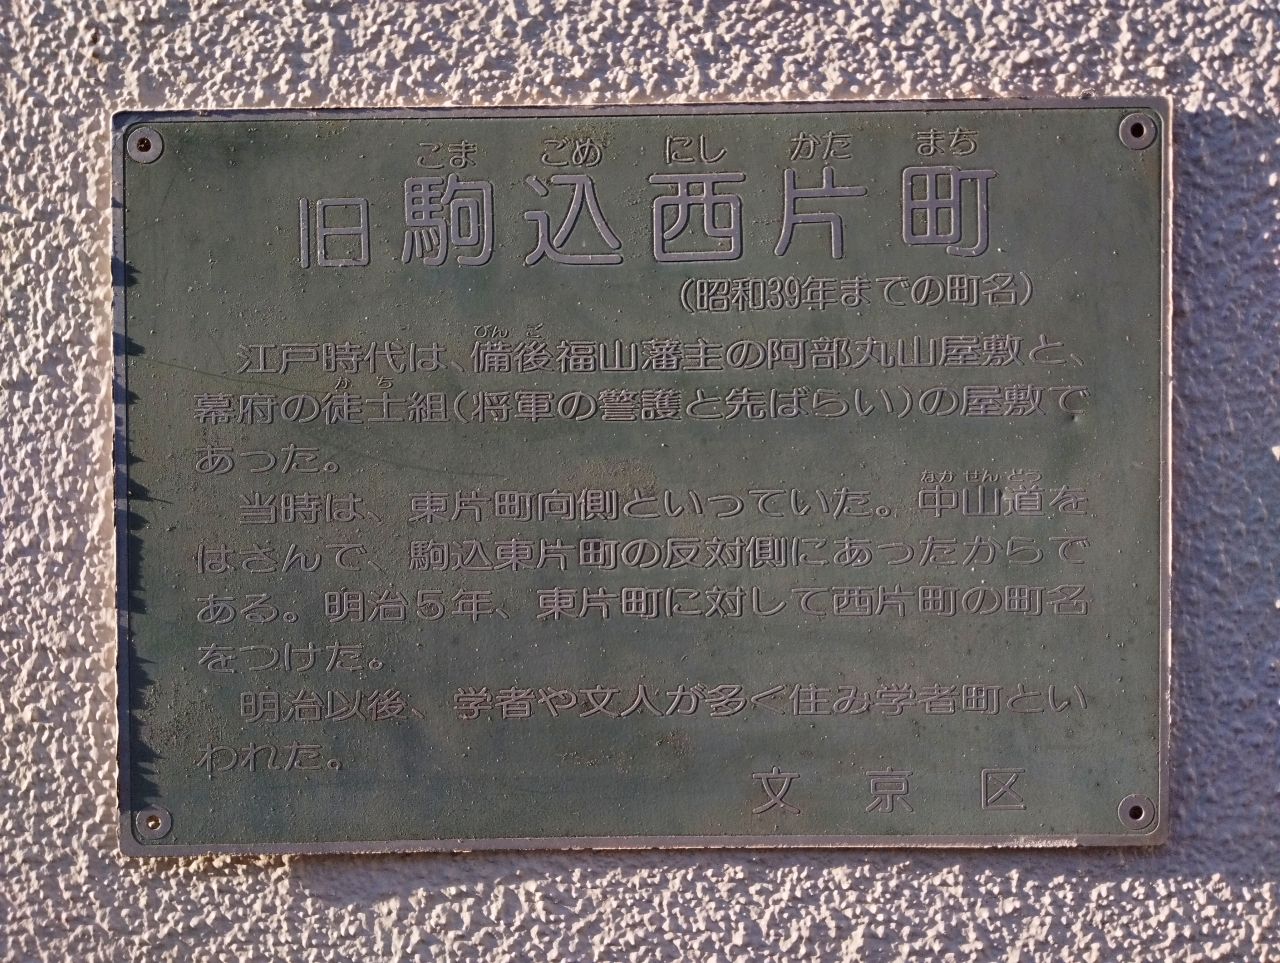 こま ごめ にし かた まち
旧駒込西片町
(昭和39年までの町名)
びんご
江戸時代は、備後福山藩主の阿部丸山屋敷と、
かち
幕府の徒士組(将軍の警護と先ばらい)の屋敷で
あった。
なかせんどう
当時は、東片町向側といっていた。中山道を
はさんで、駒込東片町の反対側にあったからで
ある。明治5年、東片町に対して西片町の町名
をつけた。
明治以後、学者や文人が多く住み学者町とい
われた。
文京区